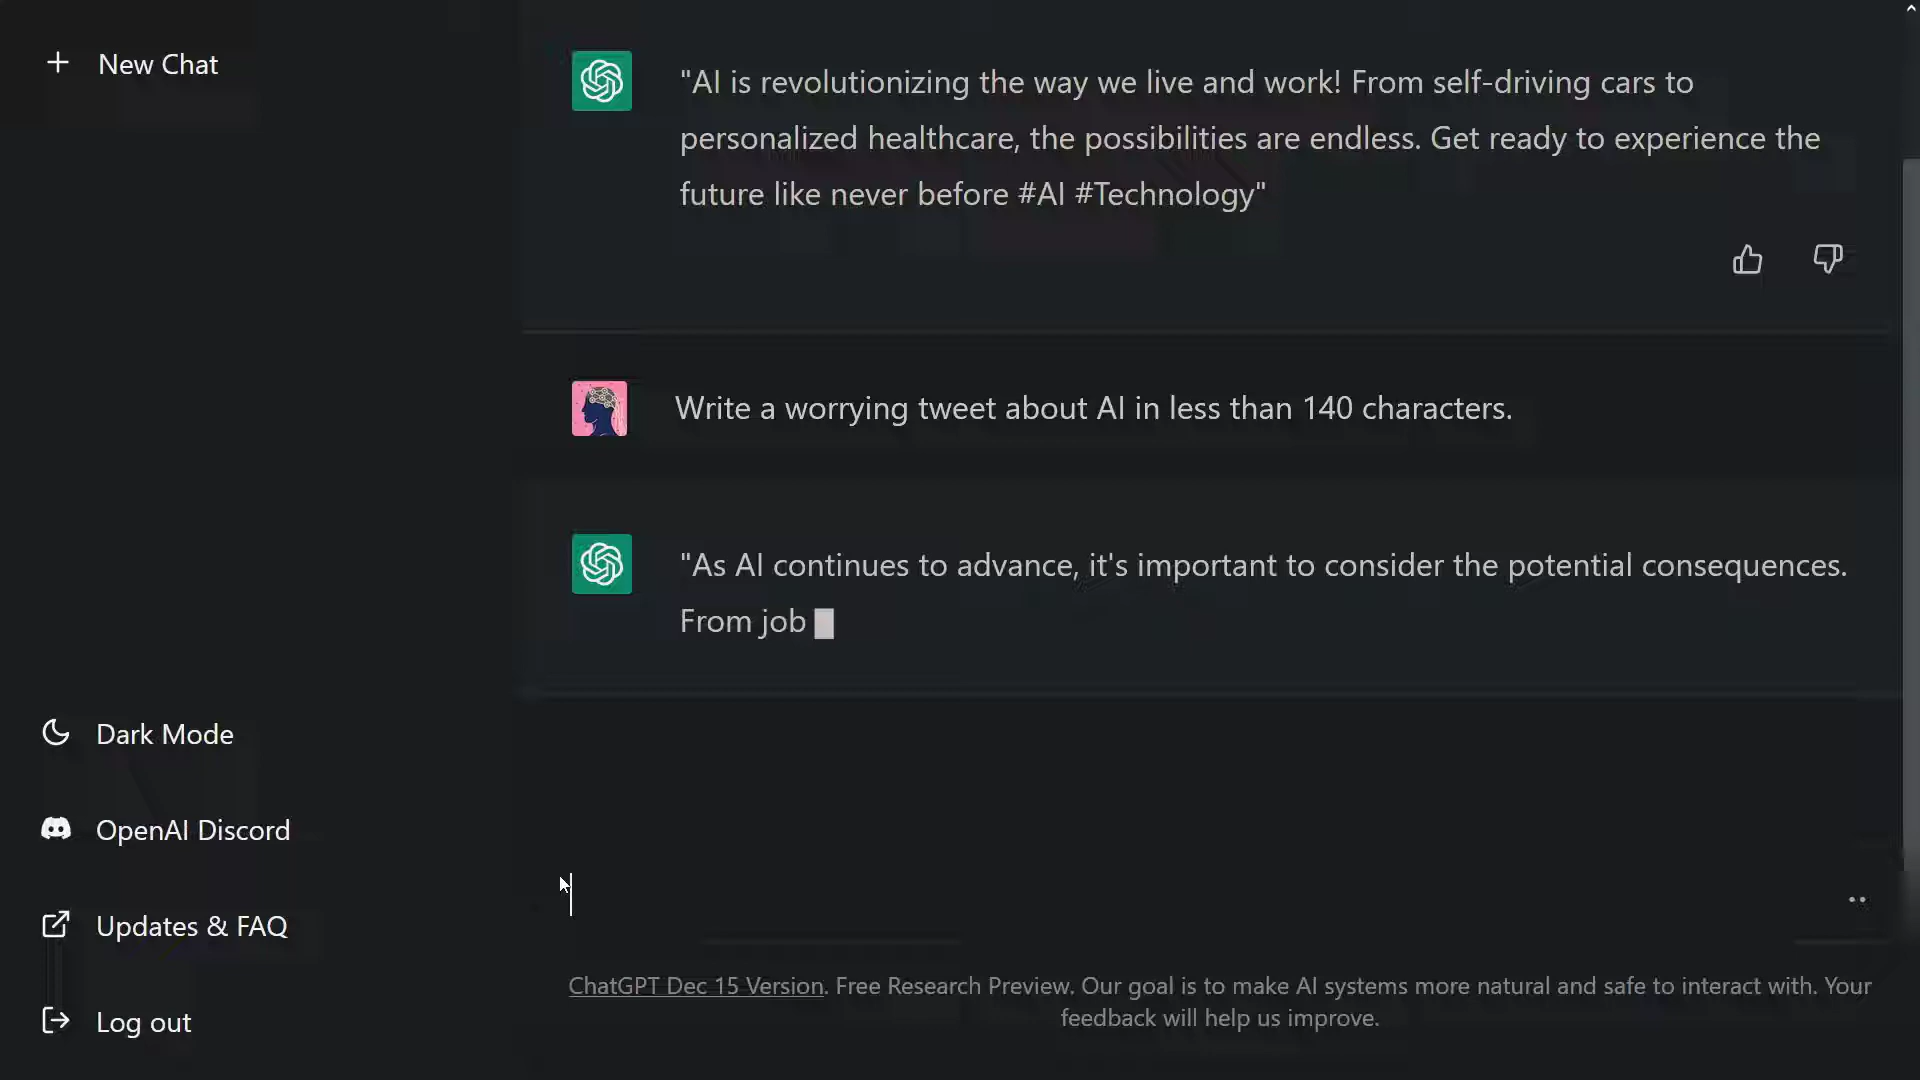 New Chat
"AI is revolutionizing the way we live and work! From self-driving cars to
personalized healthcare, the possibilities are endless. Get ready to experience the
future like never before #AI #Technology"
Write a worrying tweet about AI in less than 140 characters.
"As AI continues to advance, it's important to consider the potential consequences.
From job
Dark Mode
OpenAI Discord
Updates & FAQ
Log out
ChatGPT Dec 15 Version. Free Research Preview. Our goal is to make AI systems more natural and safe to interact with. Your
feedback will help us improve.